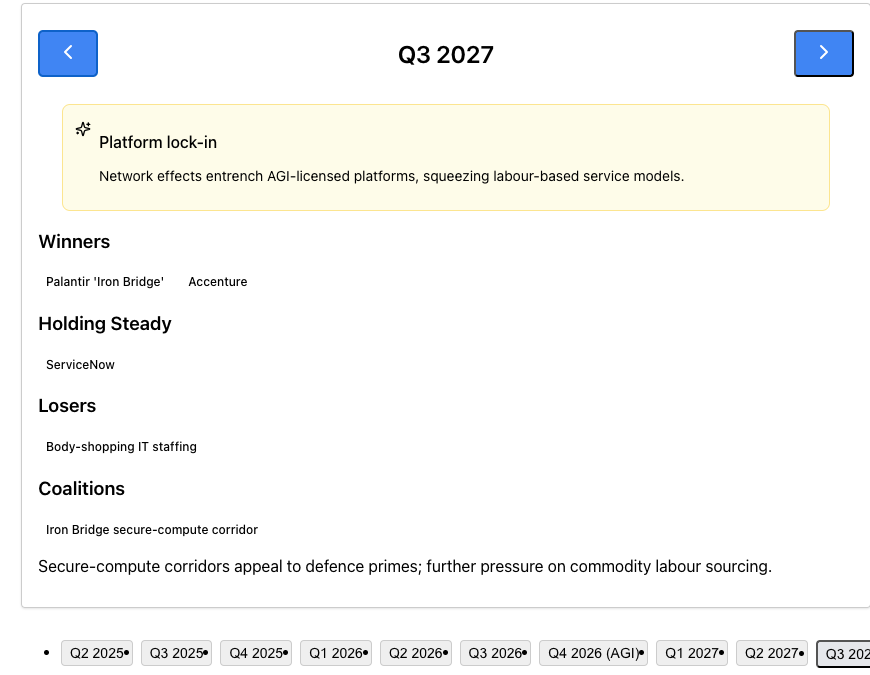 Q3 2027
Platform lock-in
Network effects entrench AGI-licensed platforms, squeezing labour-based service models.
Winners
Palantir 'Iron Bridge' Accenture
Holding Steady
ServiceNow
Losers
Body-shopping IT staffing
Coalitions
Iron Bridge secure-compute corridor
Secure-compute corridors appeal to defence primes; further pressure on commodity labour sourcing.
• Q2 2025 • Q3 2025 • Q4 2025 • Q1 2026 • Q2 2026 • Q3 2026 • Q4 2026 (AGI) • Q1 2027 • Q2 2027 • Q3 202